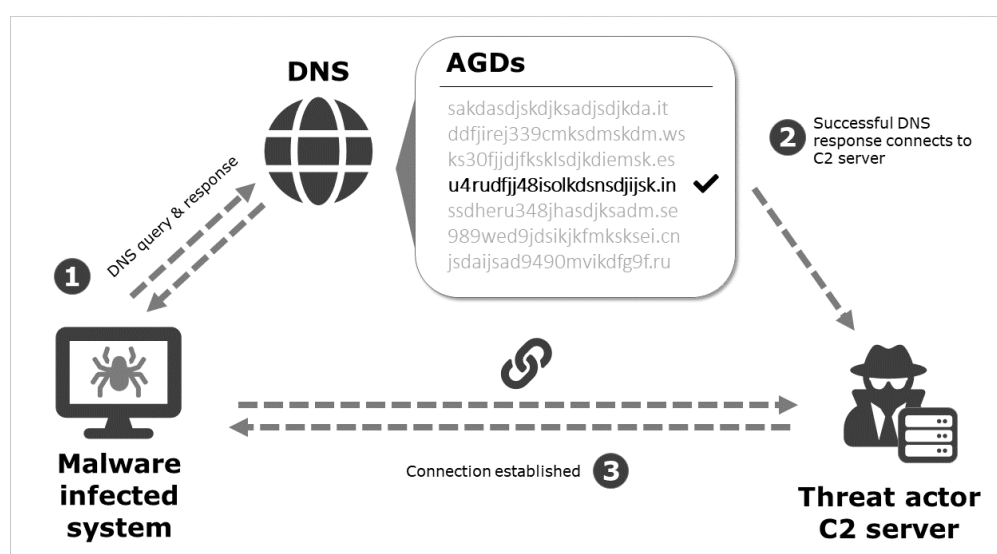 DNS
AGDs
sakdasdjskdjksadjsdjkda.it
ddfjirej339cmksdmskdm.ws
ks30fjjdjfksklsdjkdiemsk.es
u4rudfjj48isolkdsnsdjijsk.in
ssdheru348jhasdjksadm.se
989wed9jdsikjkfmksksei.cn
jsdaijsad9490mvikdfg9f.ru
2
Successful DNS
response connects to
C2 server
DNS query & response
1
Malware
infected
system
Connection established 3
Threat actor
C2 server